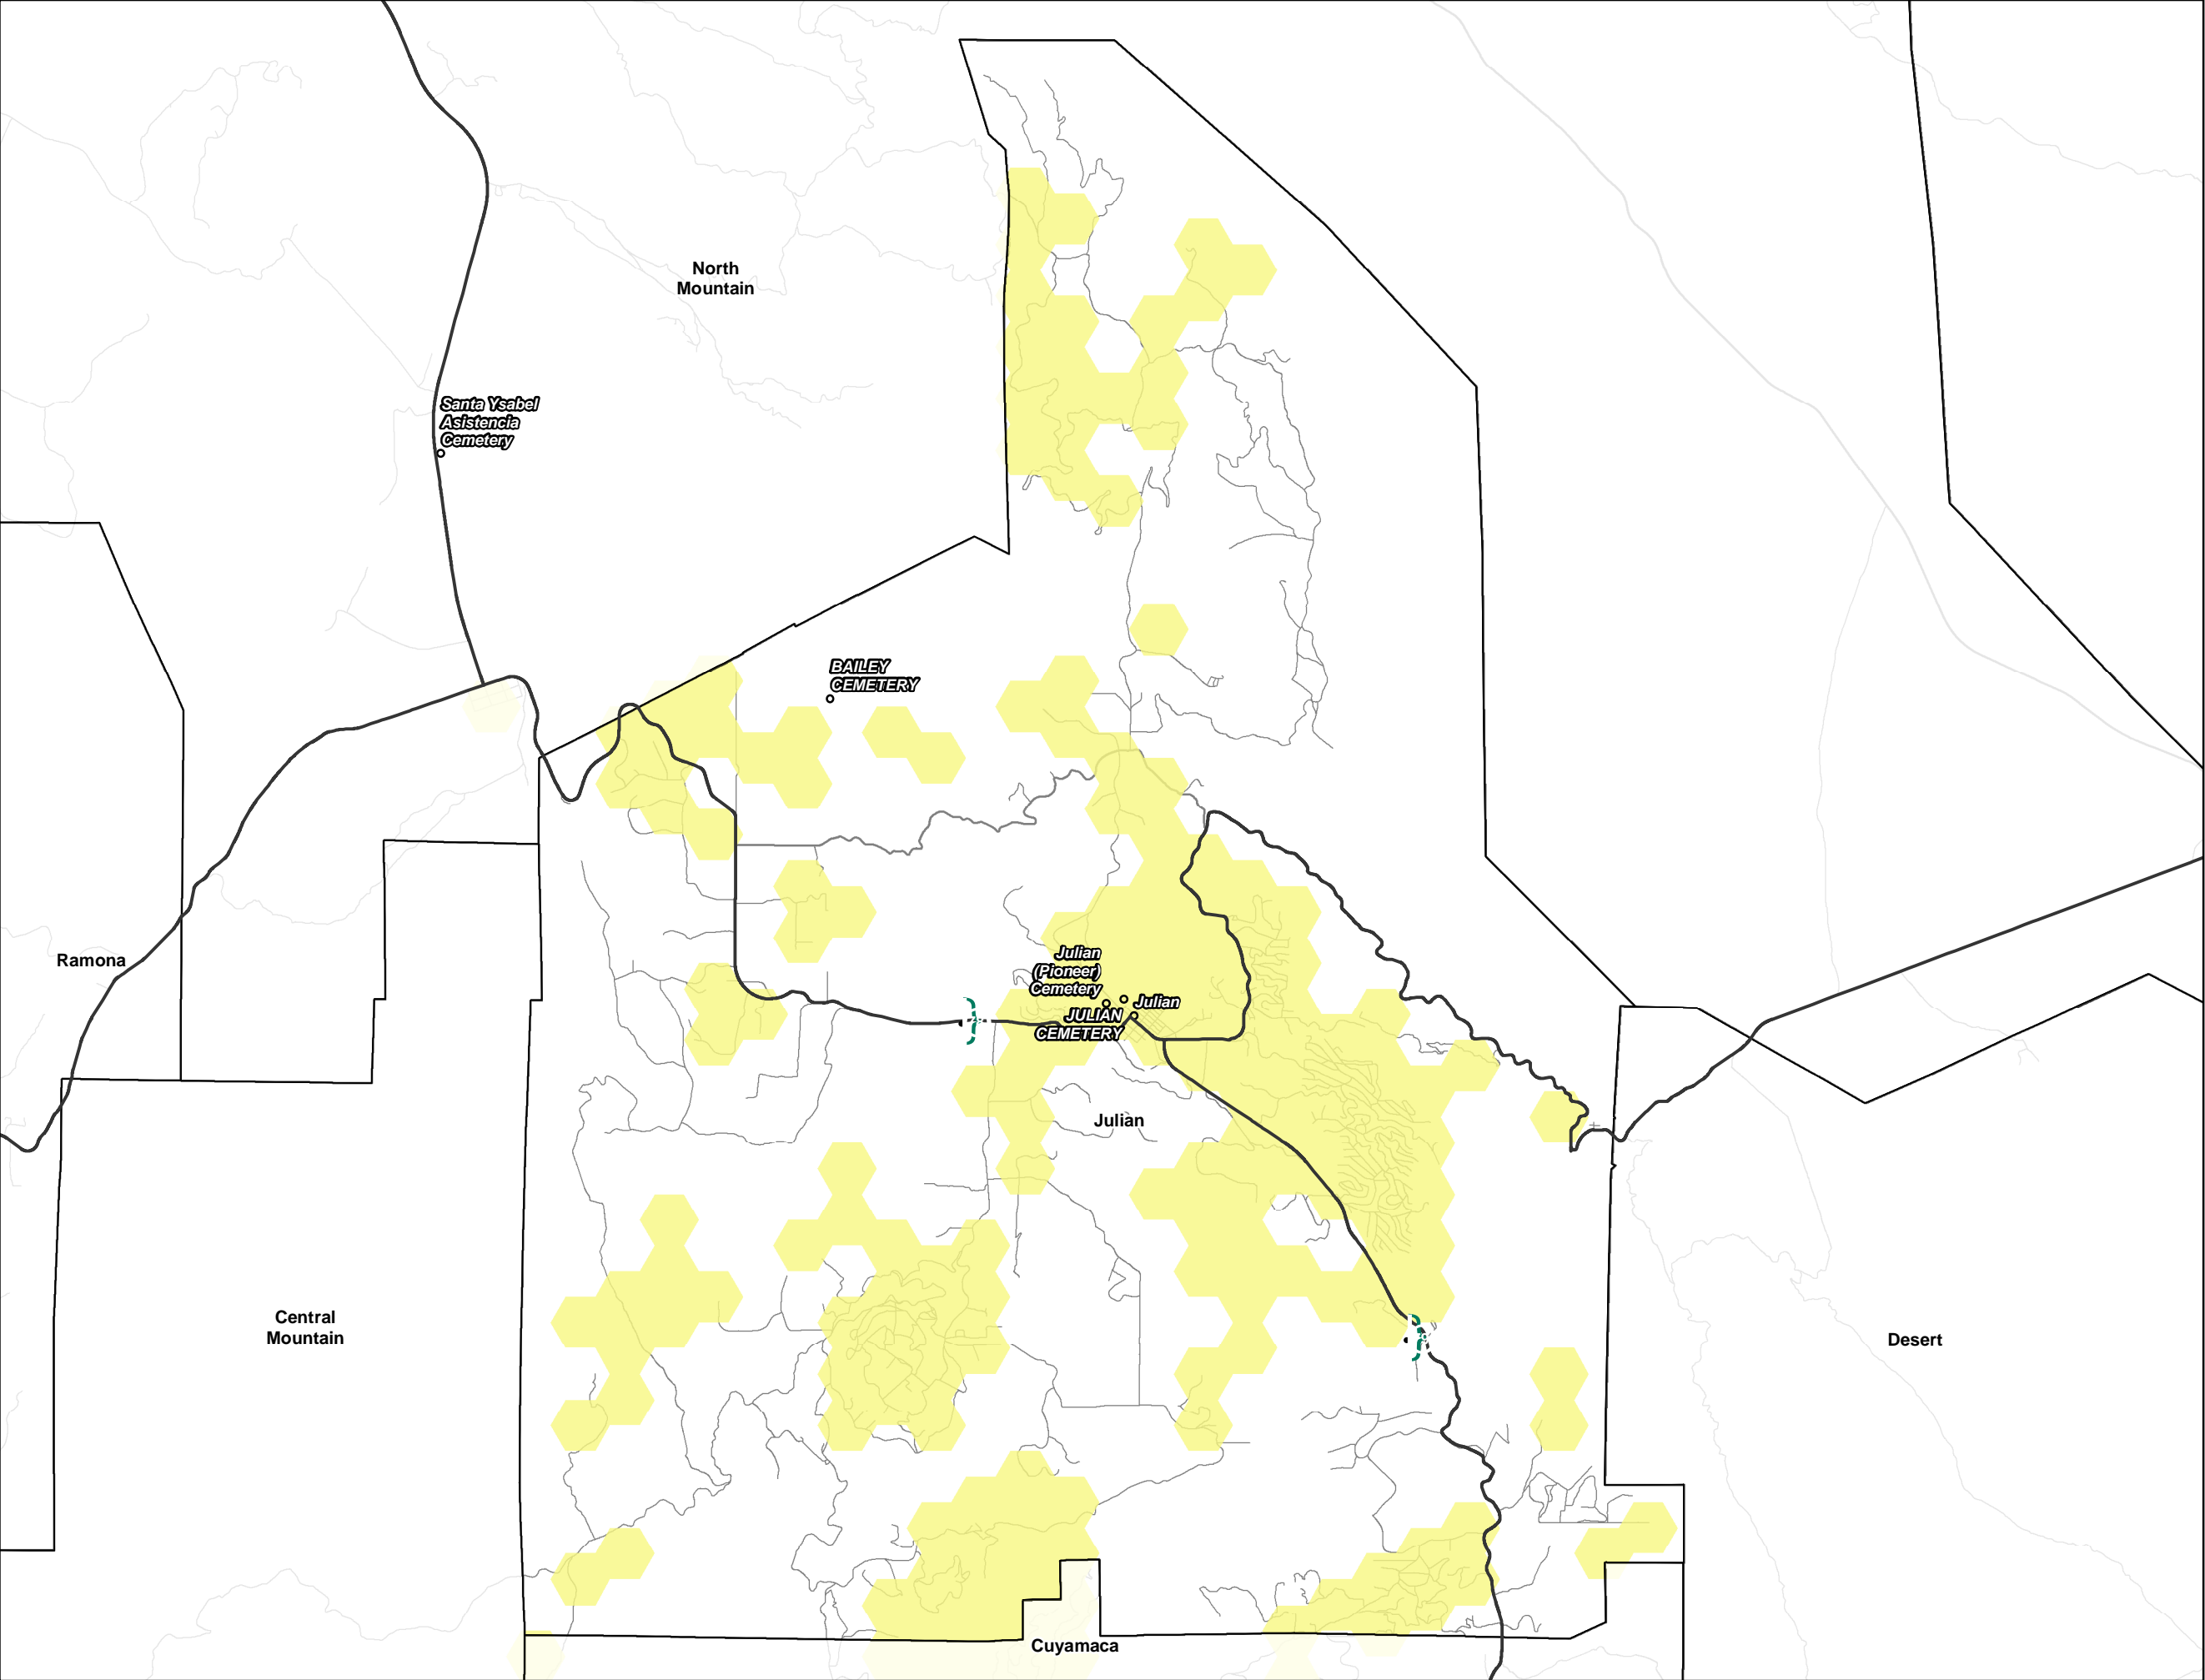 North
Mountain
Santa Ysabel
Asistencia
Cemetery
BAILEY
CEMETERY
Ramona
Julian
(Pioneer)
Cemetery
Julian
JULIAN
CEMETERY
Julian
Central
Mountain
Desert
Cuyamaca